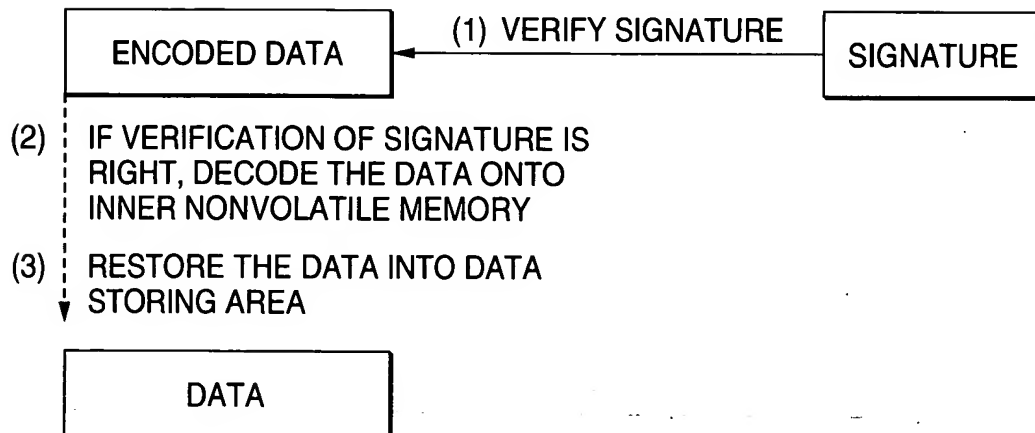 ENCODED DATA
(1) VERIFY SIGNATURE
SIGNATURE
(2) IF VERIFICATION OF SIGNATURE IS
RIGHT, DECODE THE DATA ONTO
INNER NONVOLATILE MEMORY
(3) RESTORE THE DATA INTO DATA
STORING AREA
DATA